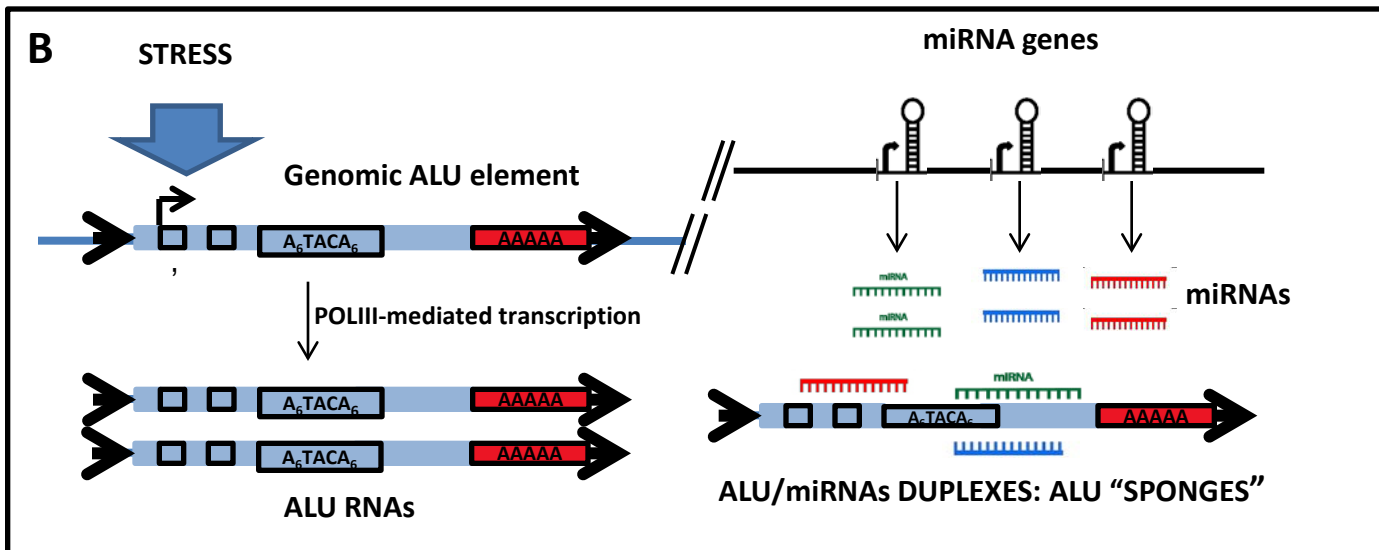 B
STRESS
Genomic ALU element
A₆TACA₆
AAAAA
,
POLIII-mediated transcription
A₆TACA₆
AAAAA
A₆TACA₆
AAAAA
ALU RNAs
miRNA genes
miRNA
miRNA
miRNAs
miRNA
A₆TACA₆
AAAAA
ALU/miRNAs DUPLEXES: ALU “SPONGES”